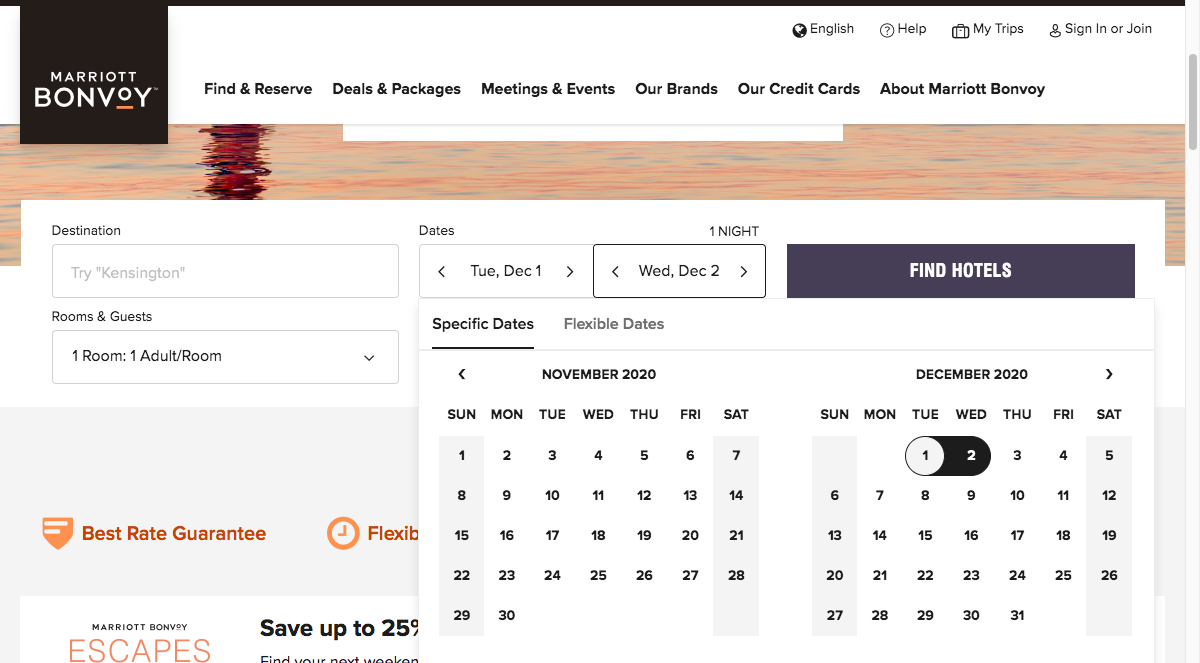 English Help My Trips Sign In or Join
MARRIOTT
BONVOY™
Find & Reserve Deals & Packages Meetings & Events Our Brands Our Credit Cards About Marriott Bonvoy
Destination
Try "Kensington"
Dates 1 NIGHT
Tue, Dec 1 Wed, Dec 2
FIND HOTELS
Rooms & Guests
1 Room: 1 Adult/Room
Specific Dates Flexible Dates
NOVEMBER 2020
SUN MON TUE WED THU FRI SAT
1 2 3 4 5 6 7
8 9 10 11 12 13 14
15 16 17 18 19 20 21
22 23 24 25 26 27 28
29 30
DECEMBER 2020
SUN MON TUE WED THU FRI SAT
1 2 3 4 5
6 7 8 9 10 11 12
13 14 15 16 17 18 19
20 21 22 23 24 25 26
27 28 29 30 31
Best Rate Guarantee Flexib
MARRIOTT BONVOY
ESCAPES
Save up to 25%
Find your next weeken